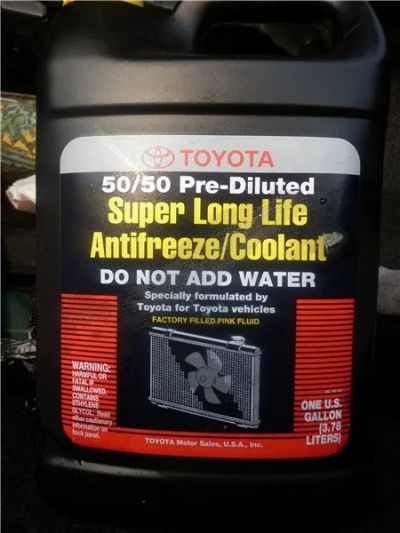 TOYOTA
50/50 Pre-Diluted
Super Long Life
Antifreeze/Coolant
DO NOT ADD WATER
Specially formulated by
Toyota for Toyota vehicles
FACTORY FILLED PINK FLUID
WARNING:
HARMFUL OR
FATAL IF
SWALLOWED.
CONTAINS
ETHYLENE
GLYCOL. Read
other cautionary
information on
back panel.
ONE U.S.
GALLON
(3.78
LITERS)
TOYOTA Motor Sales, U.S.A., Inc.